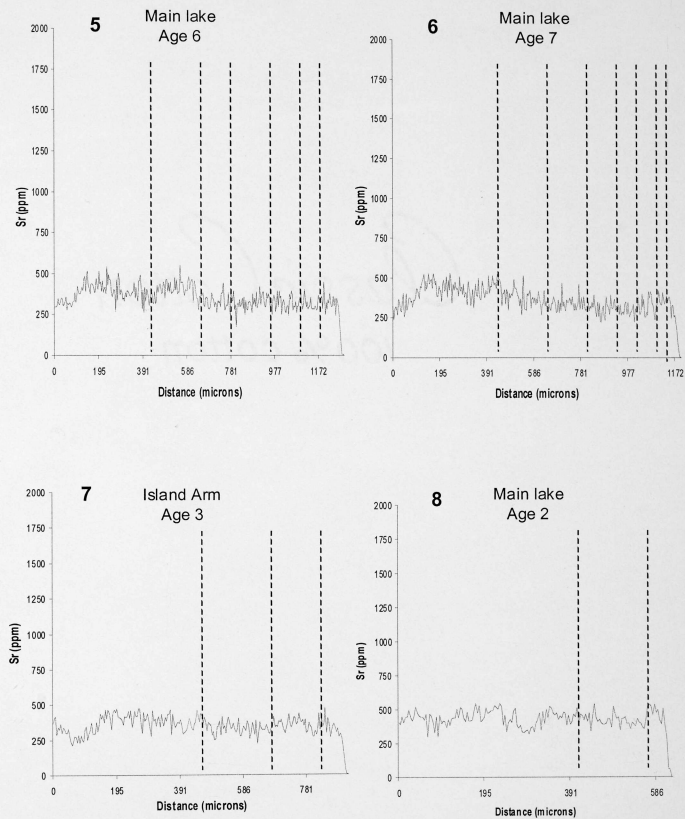 5 Main lake
Age 6
2000
1750
1500
1250
1000
750
500
250
0
Sr (ppm)
0 195 391 586 781 977 1172
Distance (microns)
6 Main lake
Age 7
2000
1750
1500
1250
1000
750
500
250
0
Sr (ppm)
0 195 391 586 781 977 1172
Distance (microns)
7 Island Arm
Age 3
2000
1750
1500
1250
1000
750
500
250
0
Sr (ppm)
0 195 391 586 781
Distance (microns)
8 Main lake
Age 2
2000
1750
1500
1250
1000
750
500
250
0
Sr (ppm)
0 195 391 586
Distance (microns)